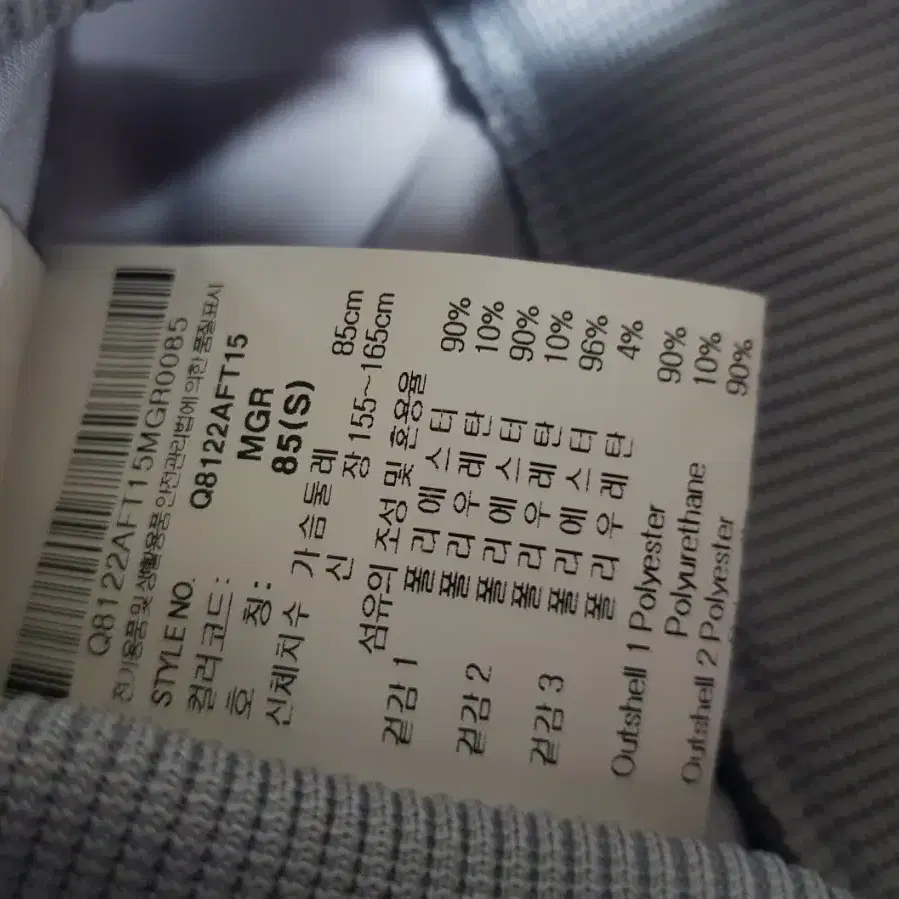 Q8122AFT15MGR0085
전기용품 및 생활용품 안전관리법에 의한 품질표시
STYLE NO. Q8122AFT15
컬러코드: MGR
호 칭: 85(S)
신체치수 가슴둘레 85cm
신 장 155~165cm
섬유의 조성 및 혼용율
겉감 1 폴리에스터 90%
폴리우레탄 10%
겉감 2 폴리에스터 90%
폴리우레탄 10%
겉감 3 폴리에스터 96%
폴리우레탄 4%
Outshell 1 Polyester 90%
Polyurethane 10%
Outshell 2 Polyester 90%